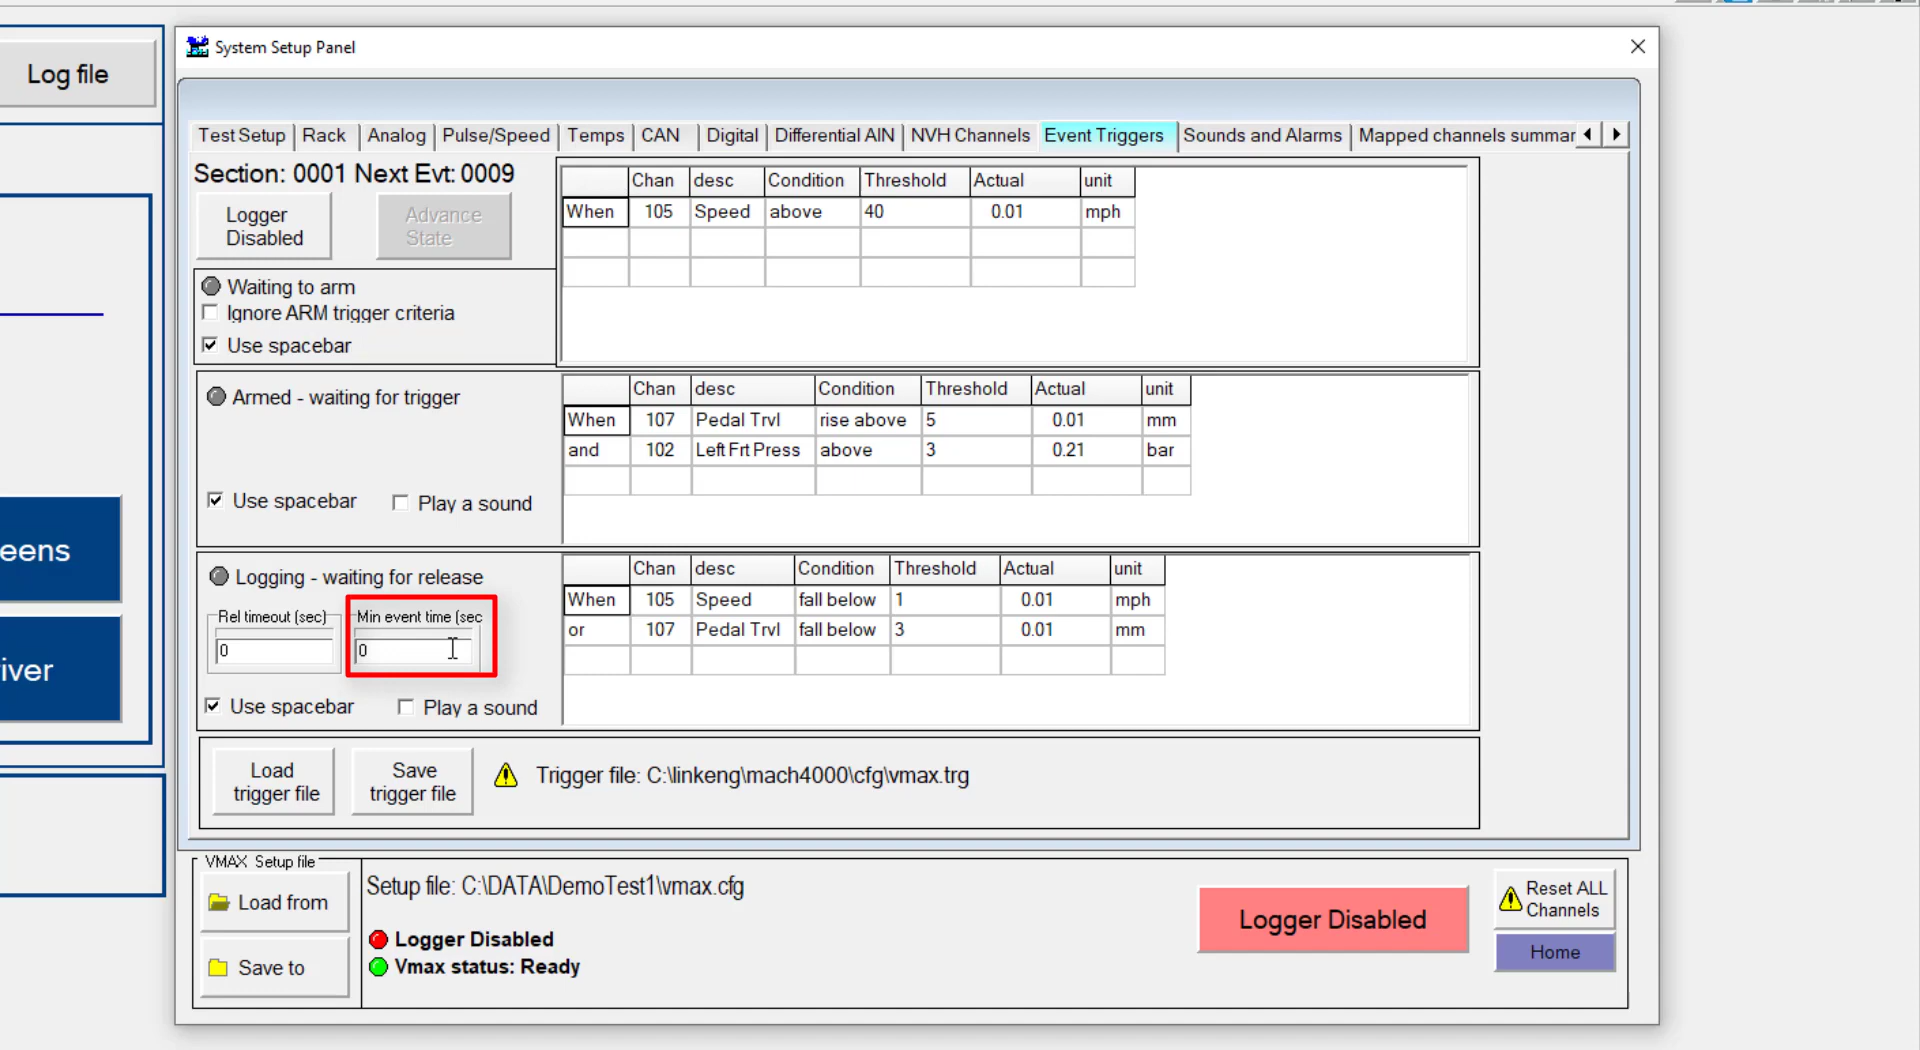 System Setup Panel
Log file
Test Setup Rack Analog Pulse/Speed Temps CAN Digital Differential AIN NVH Channels Event Triggers Sounds and Alarms Mapped channels summar
Section: 0001 Next Evt: 0009
Logger Disabled
Advance State
Chan desc Condition Threshold Actual unit
When 105 Speed above 40 0.01 mph
Waiting to arm
Ignore ARM trigger criteria
Use spacebar
Armed - waiting for trigger
Chan desc Condition Threshold Actual unit
When 107 Pedal Trvl rise above 5 0.01 mm
and 102 Left Frt Press above 3 0.21 bar
Use spacebar Play a sound
Logging - waiting for release
Chan desc Condition Threshold Actual unit
When 105 Speed fall below 1 0.01 mph
or 107 Pedal Trvl fall below 3 0.01 mm
Rel timeout (sec) Min event time (sec
0 0
Use spacebar Play a sound
eens
iver
Load trigger file
Save trigger file
Trigger file: C:\linkeng\mach4000\cfg\vmax.trg
VMAX Setup file
Load from
Save to
Setup file: C:\DATA\DemoTest1\vmax.cfg
Logger Disabled
Vmax status: Ready
Logger Disabled
Reset ALL Channels
Home